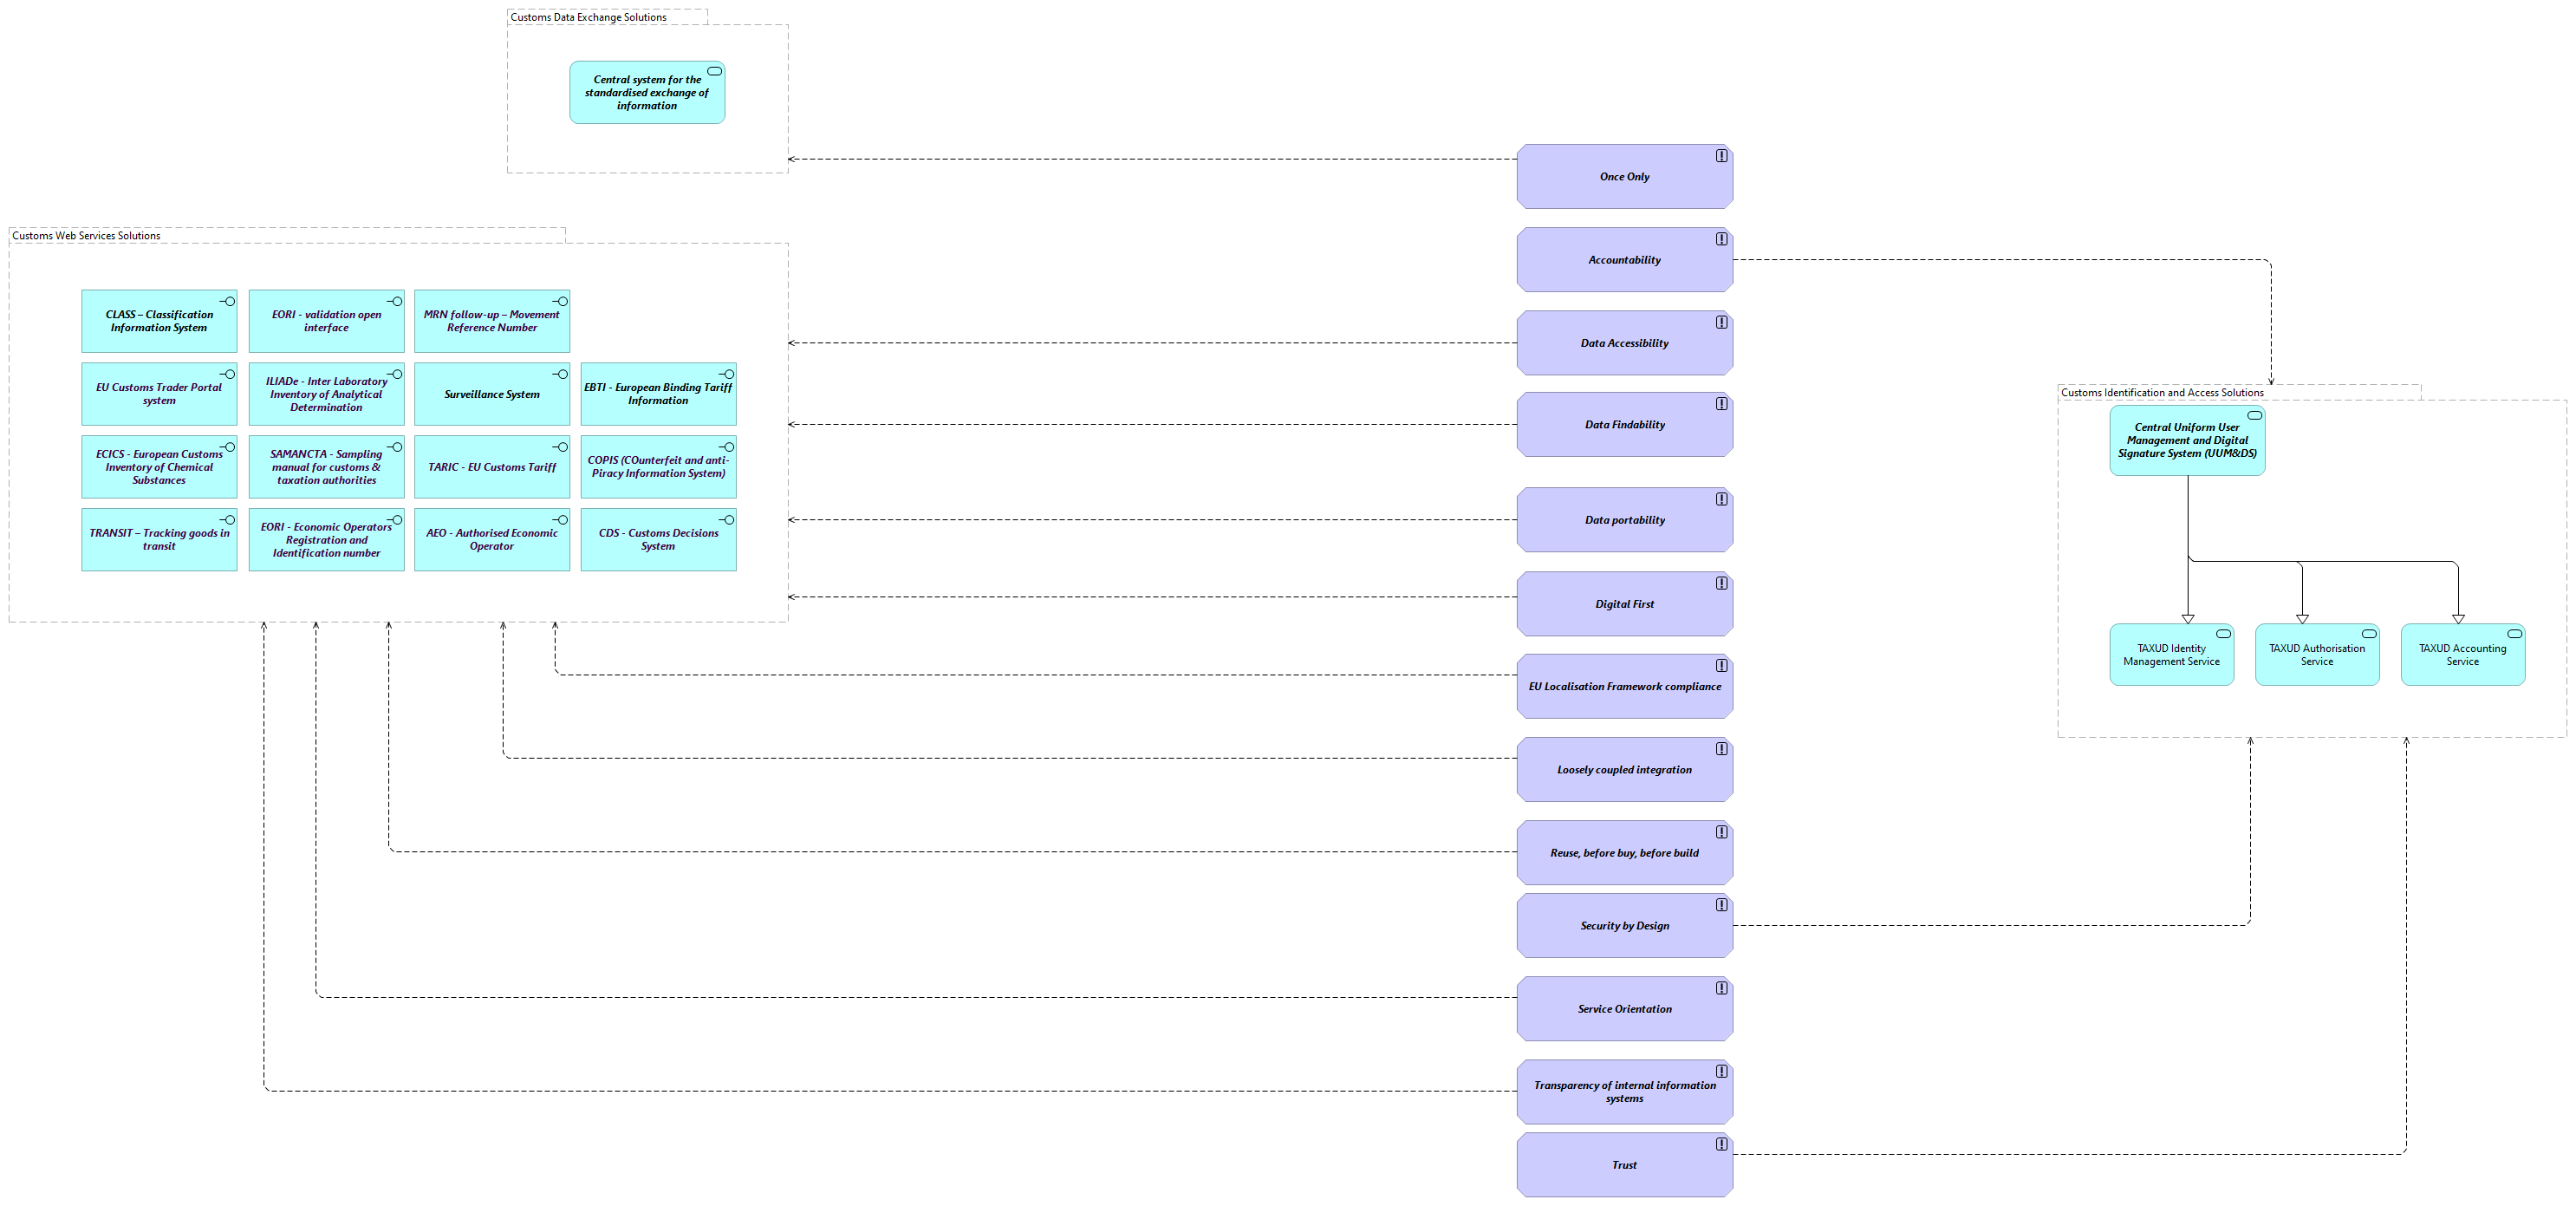 Customs Data Exchange Solutions
Central system for the
standardised exchange of
information
Customs Web Services Solutions
CLASS – Classification
Information System
EORI - validation open
interface
MRN follow-up – Movement
Reference Number
EU Customs Trader Portal
system
ILIADe - Inter Laboratory
Inventory of Analytical
Determination
Surveillance System
EBTI - European Binding Tariff
Information
ECICS - European Customs
Inventory of Chemical
Substances
SAMANCTA - Sampling
manual for customs &
taxation authorities
TARIC - EU Customs Tariff
COPIS (COunterfeit and anti-
Piracy Information System)
TRANSIT – Tracking goods in
transit
EORI - Economic Operators
Registration and
Identification number
AEO - Authorised Economic
Operator
CDS - Customs Decisions
System
Once Only
Accountability
Data Accessibility
Data Findability
Data portability
Digital First
EU Localisation Framework compliance
Loosely coupled integration
Reuse, before buy, before build
Security by Design
Service Orientation
Transparency of internal information
systems
Trust
Customs Identification and Access Solutions
Central Uniform User
Management and Digital
Signature System (UUM&DS)
TAXUD Identity
Management Service
TAXUD Authorisation
Service
TAXUD Accounting
Service